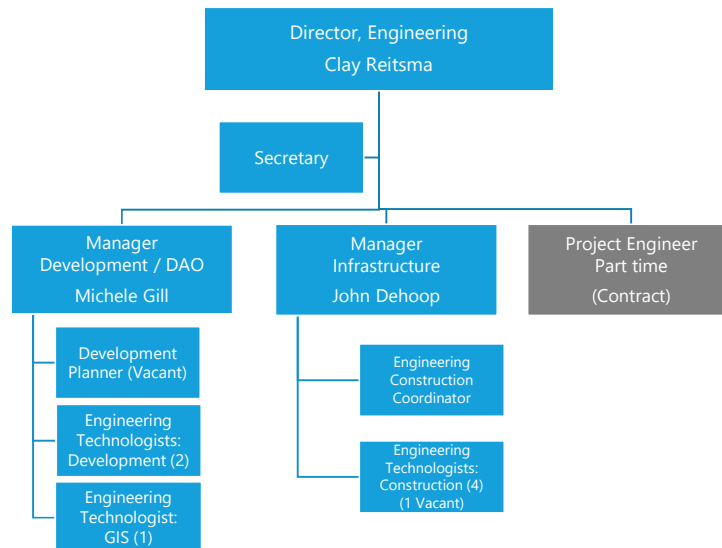 Director, Engineering
Clay Reitsma
Secretary
Manager
Development / DAO
Michele Gill
Manager
Infrastructure
John Dehoop
Project Engineer
Part time
(Contract)
Development
Planner (Vacant)
Engineering
Technologists:
Development (2)
Engineering
Technologist:
GIS (1)
Engineering
Construction
Coordinator
Engineering
Technologists:
Construction (4)
(1 Vacant)